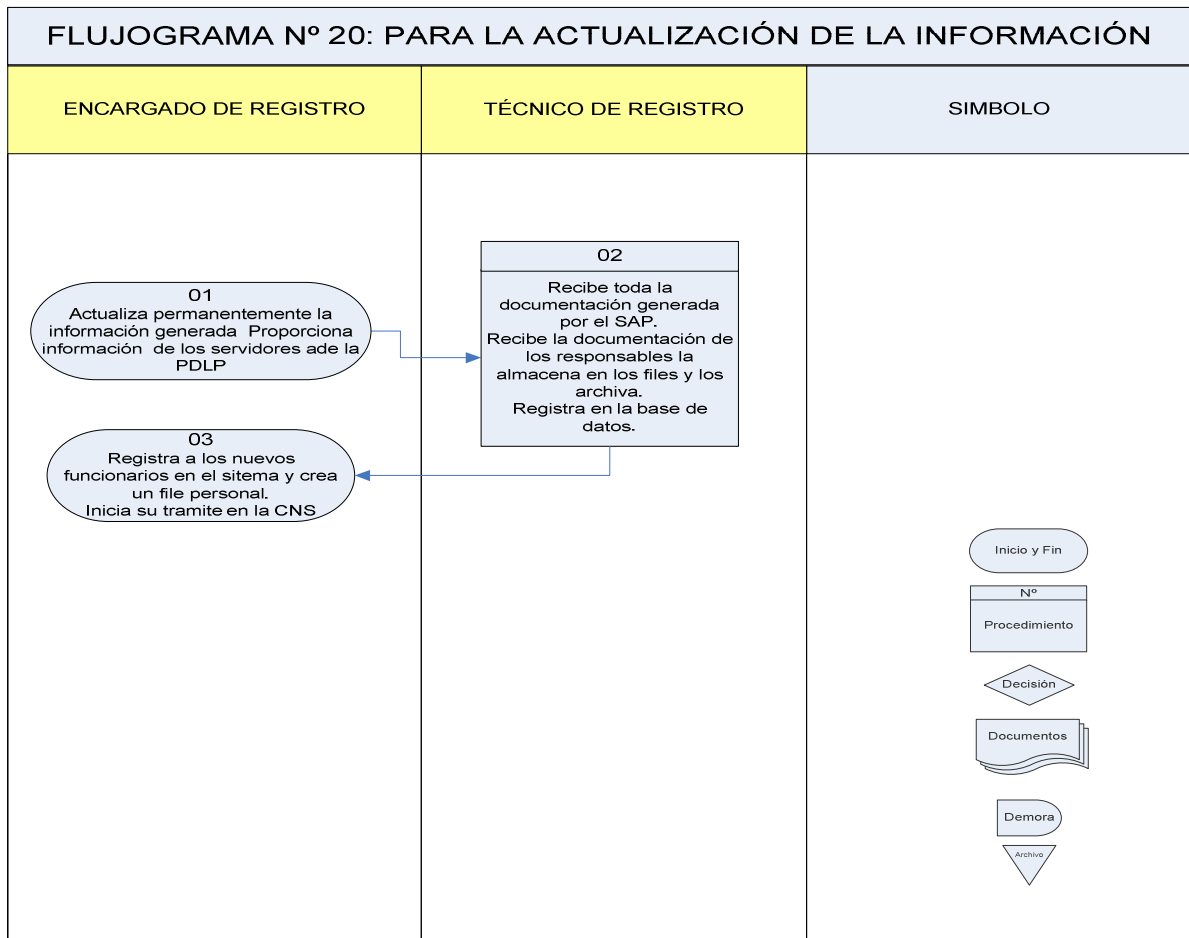 FLUJOGRAMA Nº 20: PARA LA ACTUALIZACIÓN DE LA INFORMACIÓN
ENCARGADO DE REGISTRO
TÉCNICO DE REGISTRO
SIMBOLO
01
Actualiza permanentemente la
información generada Proporciona
información de los servidores ade la
PDLP
02
Recibe toda la
documentación generada
por el SAP.
Recibe la documentación de
los responsables la
almacena en los files y los
archiva.
Registra en la base de
datos.
03
Registra a los nuevos
funcionarios en el sitema y crea
un file personal.
Inicia su tramite en la CNS
Inicio y Fin
Nº
Procedimiento
Decisión
Documentos
Demora
Archivo